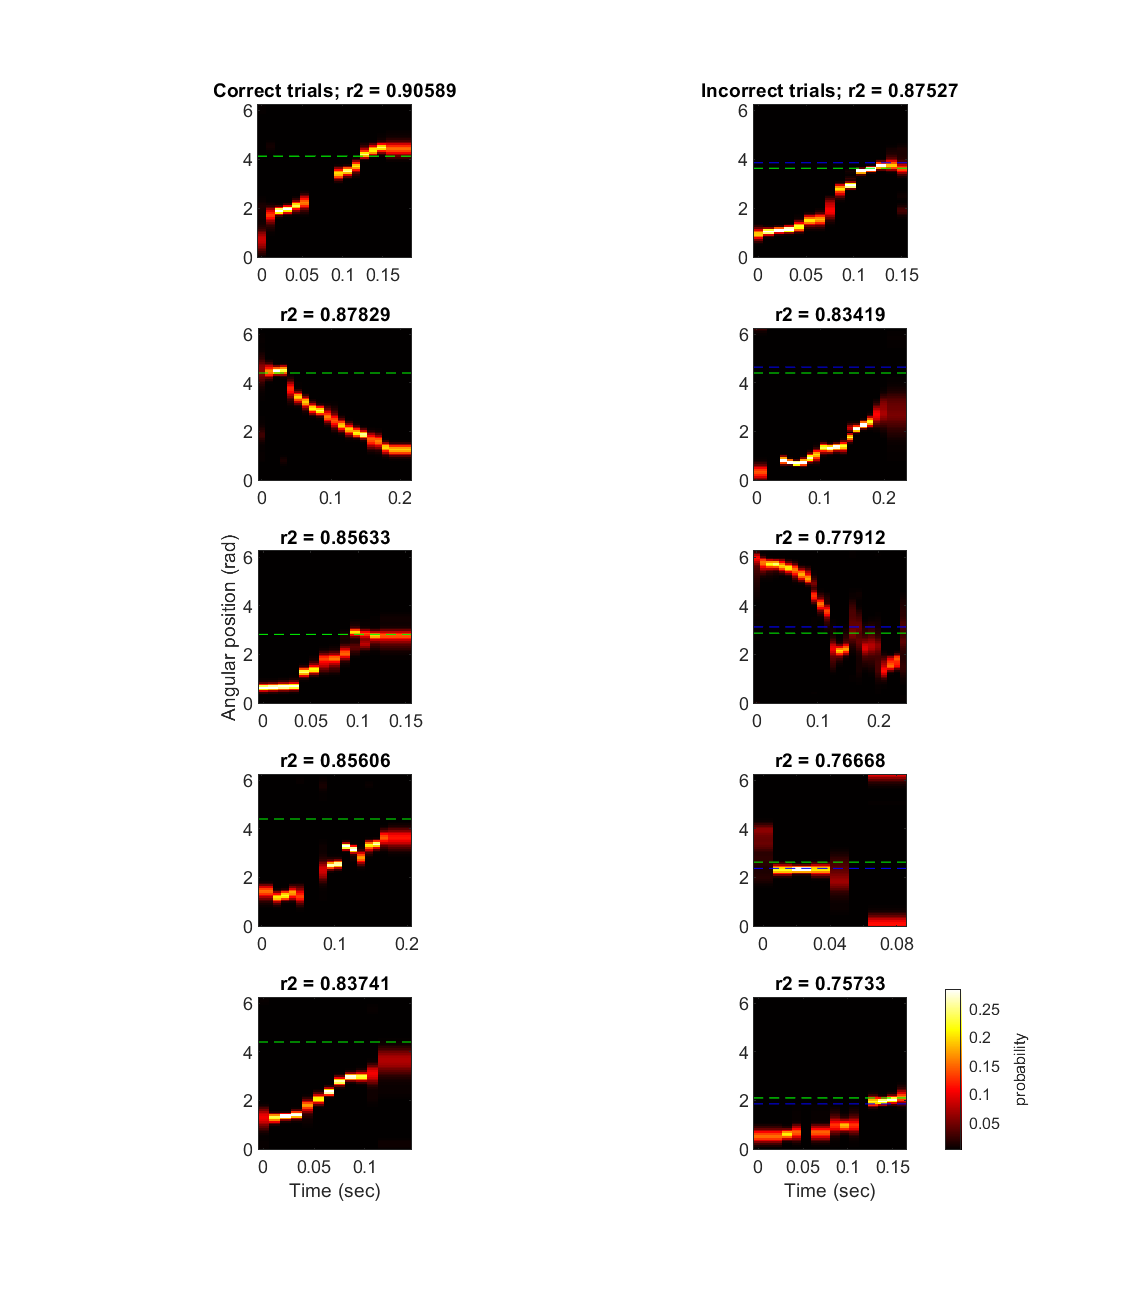 Correct trials; r2 = 0.90589
6
4
2
0
0 0.05 0.1 0.15
Incorrect trials; r2 = 0.87527
6
4
2
0
0 0.05 0.1 0.15
r2 = 0.87829
6
4
2
0
0 0.1 0.2
r2 = 0.83419
6
4
2
0
0 0.1 0.2
r2 = 0.85633
Angular position (rad)
6
4
2
0
0 0.05 0.1 0.15
r2 = 0.77912
6
4
2
0
0 0.1 0.2
r2 = 0.85606
6
4
2
0
0 0.1 0.2
r2 = 0.76668
6
4
2
0
0 0.04 0.08
r2 = 0.83741
6
4
2
0
0 0.05 0.1
Time (sec)
r2 = 0.75733
6
4
2
0
0 0.05 0.1 0.15
Time (sec)
0.25
0.2
0.15
0.1
0.05
probability